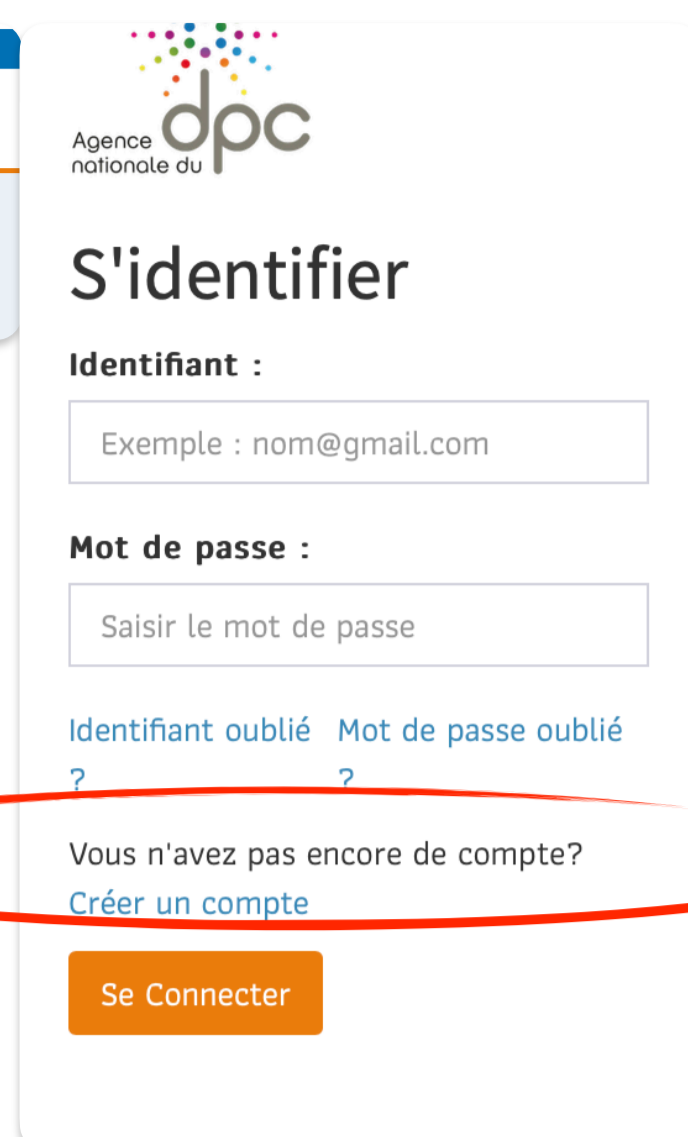 Agence dpc
nationale du
S'identifier
Identifiant :
Exemple : nom@gmail.com
Mot de passe :
Saisir le mot de passe
Identifiant oublié
?
Mot de passe oublié
?
Vous n'avez pas encore de compte?
Créer un compte
Se Connecter